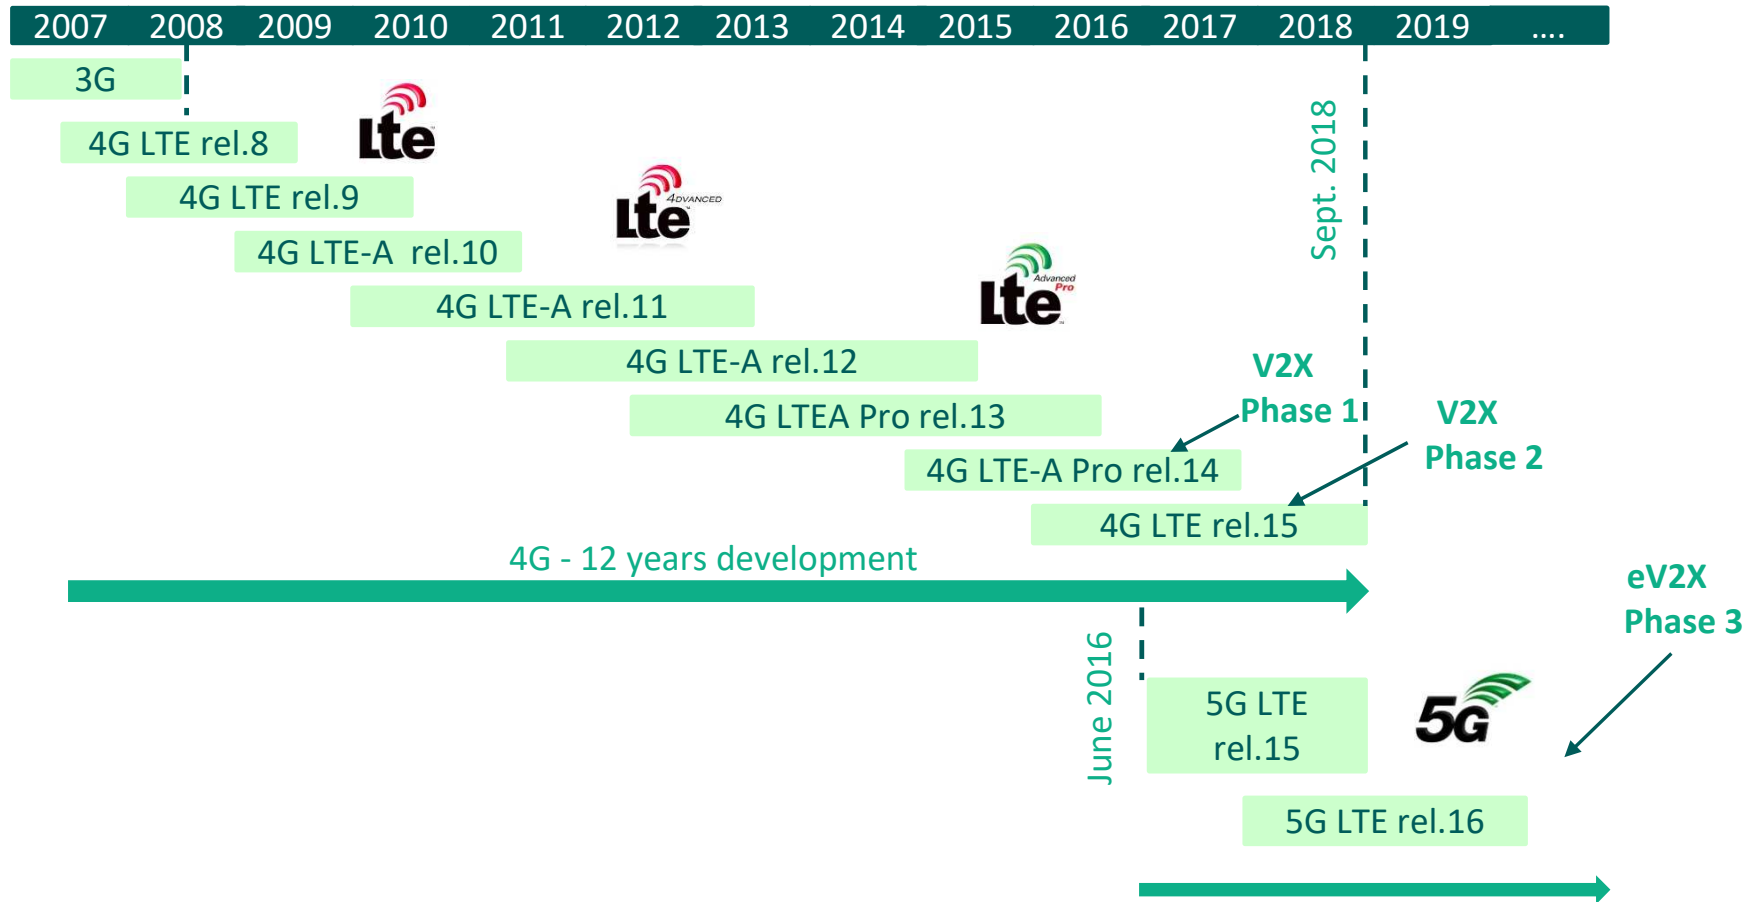 2007 2008 2009 2010 2011 2012 2013 2014 2015 2016 2017 2018 2019 ....
3G
4G LTE rel.8
Lte
4G LTE rel.9
4DVANCED
Lte
4G LTE-A rel.10
Sept. 2018
Advanced
Pro
Lte
4G LTE-A rel.11
4G LTE-A rel.12
V2X
Phase 1
4G LTEA Pro rel.13
V2X
Phase 2
4G LTE-A Pro rel.14
4G LTE rel.15
4G - 12 years development
eV2X
Phase 3
June 2016
5G LTE
rel.15
5G
5G LTE rel.16